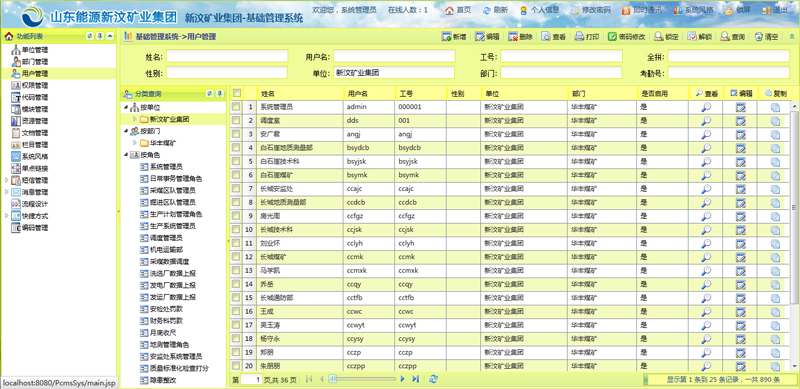 山东能源新汶矿业集团 新汶矿业集团-基础管理系统 欢迎您，系统管理员 在线人数：1 首页 刷新 个人信息 修改密码 即时通讯 系统风格 锁屏 退出
功能列表
单位管理
部门管理
用户管理
权限管理
代码管理
模块管理
资源管理
文档管理
栏目管理
系统风格
单点链接
短信管理
消息管理
流程设计
快捷方式
编码管理
基础管理系统->用户管理 新增 编辑 删除 查看 打印 密码修改 锁定 解锁 查询 清空
姓名: 用户名: 工号: 全拼:
性别: 单位: 新汶矿业集团 部门: 考勤号:
分类查询
按单位
新汶矿业集团
按部门
华丰煤矿
按角色
系统管理员
日常事务管理角色
采煤区队管理员
掘进区队管理员
生产计划管理角色
生产系统管理员
调度管理员
机电运输部
采煤数据调度
洗选厂数据上报
发电厂数据上报
发运厂数据上报
安检处罚款
财务科罚款
月底收尺
地测管理角色
安监处系统管理员
质量标准化检查打分
隐患整改
姓名 用户名 工号 性别 单位 部门 是否启用 查看 编辑 复制
1 系统管理员 admin 000001 新汶矿业集团 华丰煤矿 是
2 调度室 dds 001 新汶矿业集团 华丰煤矿 是
3 安广君 angj angj 新汶矿业集团 华丰煤矿 是
4 白石崖地质测量部 bsydcb bsydcb 新汶矿业集团 华丰煤矿 是
5 白石崖技术科 bsyjsk bsyjsk 新汶矿业集团 华丰煤矿 是
6 白石崖煤矿 bsymk bsymk 新汶矿业集团 华丰煤矿 是
7 长城安监处 ccajc ccajc 新汶矿业集团 华丰煤矿 是
8 长城地质测量部 ccdcb ccdcb 新汶矿业集团 华丰煤矿 是
9 房光周 ccfgz ccfgz 新汶矿业集团 华丰煤矿 是
10 长城技术科 ccjsk ccjsk 新汶矿业集团 华丰煤矿 是
11 刘业怀 cclyh cclyh 新汶矿业集团 华丰煤矿 是
12 长城煤矿 ccmk ccmk 新汶矿业集团 华丰煤矿 是
13 马学凯 ccmxk ccmxk 新汶矿业集团 华丰煤矿 是
14 乔岳 ccqy ccqy 新汶矿业集团 华丰煤矿 是
15 长城通防部 cctfb cctfb 新汶矿业集团 华丰煤矿 是
16 王成 ccwc ccwc 新汶矿业集团 华丰煤矿 是
17 吴玉涛 ccwyt ccwyt 新汶矿业集团 华丰煤矿 是
18 杨守永 ccysy ccysy 新汶矿业集团 华丰煤矿 是
19 郑朋 cczp cczp 新汶矿业集团 华丰煤矿 是
20 朱朋朋 cczpp cczpp 新汶矿业集团 华丰煤矿 是
第 1 页,共 36 页 显示第 1 条到 25 条记录，一共 890 条
localhost:8080/PcmsSys/main.jsp